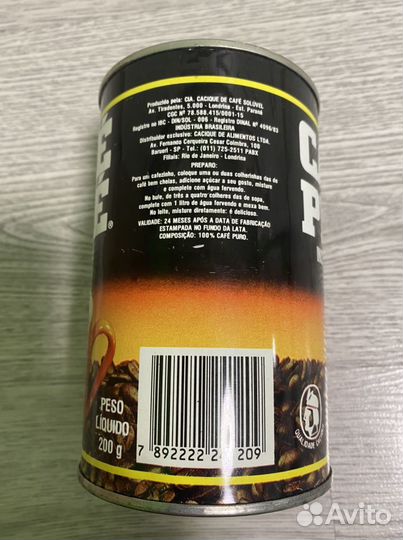 Produzido pela: CIA. CACIQUE DE CAFÉ SOLÚVEL
Av. Tiradentes, 5.000 - Londrina - Est. Paraná
CGC Nº 78.588.415/0001-15
Registro no IBC - DIN/SOL - 006 - Registro DINAL nº 4096/83
INDÚSTRIA BRASILEIRA
Distribuidor exclusivo: CACIQUE DE ALIMENTOS LTDA.
Av. Fernando Cerqueira Cesar Coimbra, 100
Barueri - SP - Tel.: (011) 725-2511 PABX
Filiais: Rio de Janeiro - Londrina
PREPARO:
Para um cafezinho, coloque uma ou duas colherinhas das de
café bem cheias, adicione açúcar a seu gosto, misture
e complete com água fervendo.
No bule, de três a quatro colheres das de sopa,
complete com 1 litro de água fervendo e mexa bem.
No leite, misture diretamente: é delicioso.
VALIDADE: 24 MESES APÓS A DATA DE FABRICAÇÃO
ESTAMPADA NO FUNDO DA LATA.
COMPOSIÇÃO: 100% CAFÉ PURO.
®
PESO
LÍQUIDO
200 g
QUALIDADE
Avito